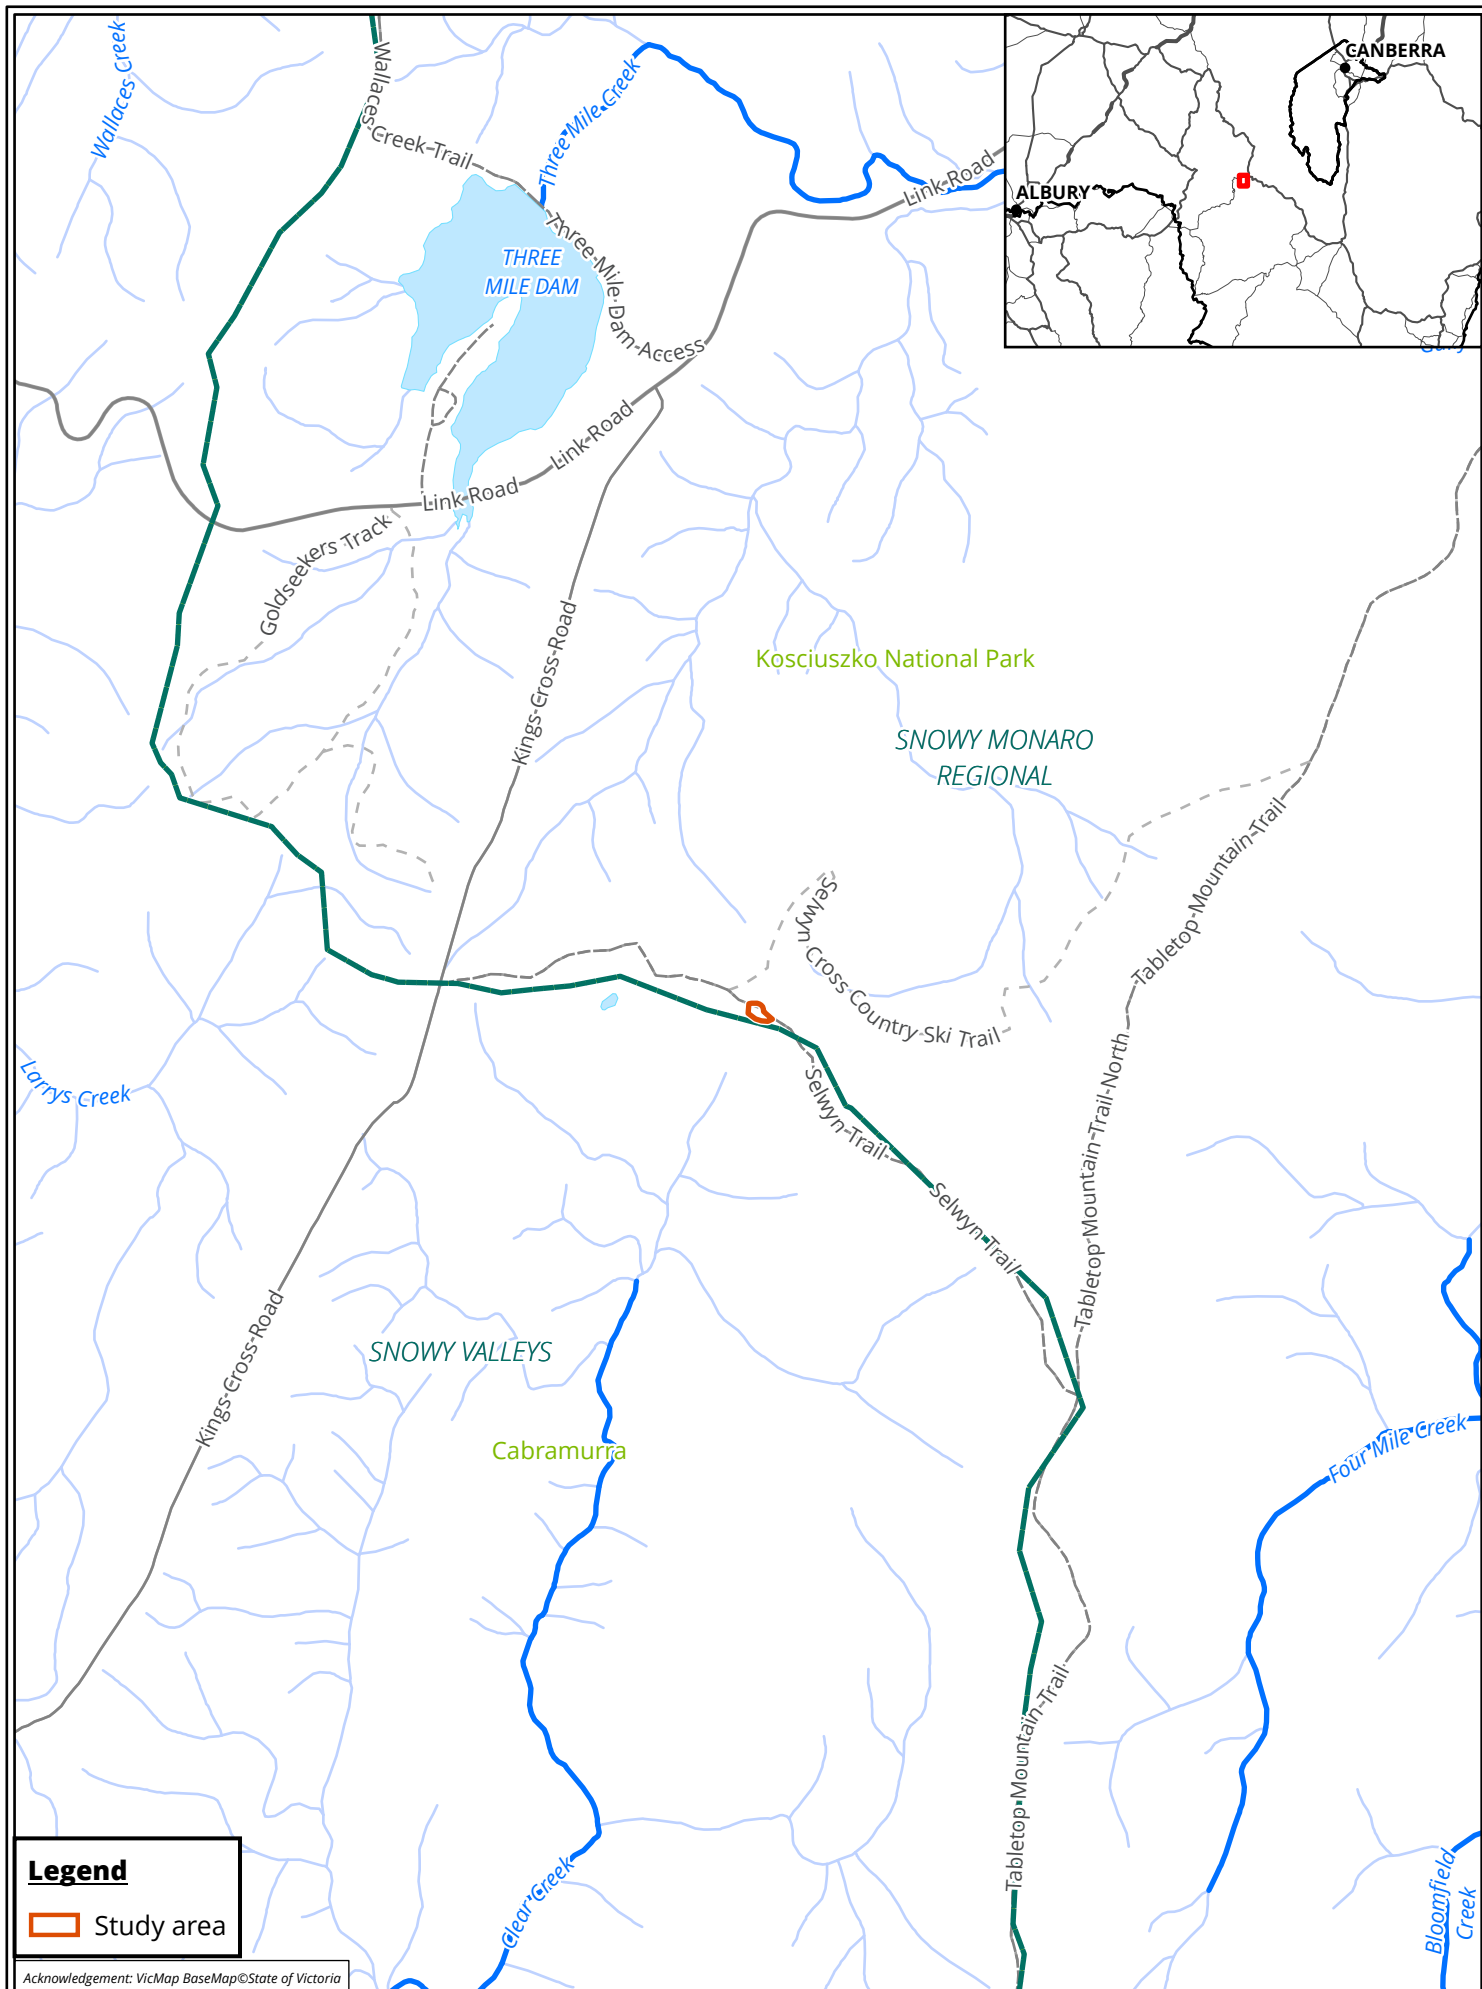 Wallaces Creek
Wallaces-Creek-Trail
Three Mile Creek
Link-Road
CANBERRA
ALBURY
THREE
MILE DAM
Three-Mile-Dam-Access
Link-Road
Link-Road
Goldseekers Track
Kings-Cross-Road
Kosciuszko National Park
SNOWY MONARO
REGIONAL
Tabletop-Mountain-Trail
Selwyn Cross Country-Ski Trail
Tabletop-Mountain-Trail-North
Larrys Creek
Selwyn-Trail
Selwyn-Trail
Kings-Cross-Road
SNOWY VALLEYS
Cabramurra
Four Mile Creek
Tabletop-Mountain-Trail
Clear Creek
Bloomfield
Creek
Legend
Study area
Acknowledgement: VicMap BaseMap©State of Victoria